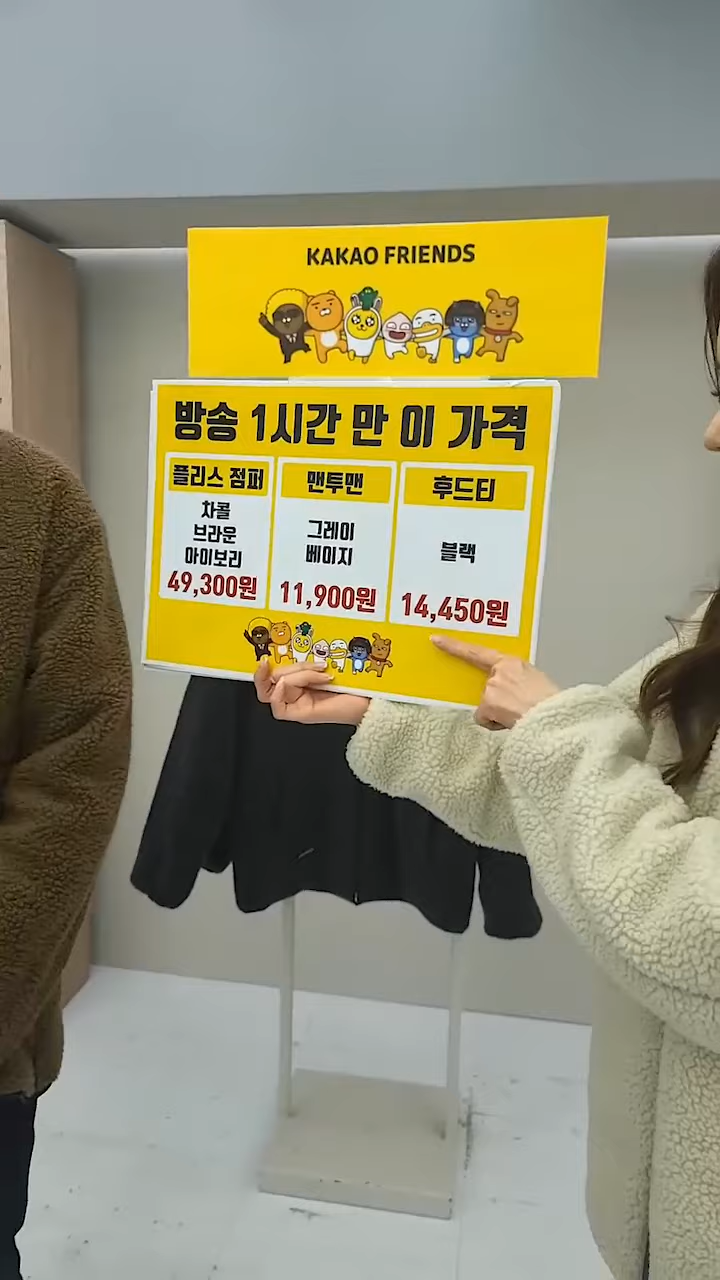 KAKAO FRIENDS
방송 1시간 만 이 가격
플리스 점퍼
차콜
브라운
아이보리
49,300원
맨투맨
그레이
베이지
11,900원
후드티
블랙
14,450원